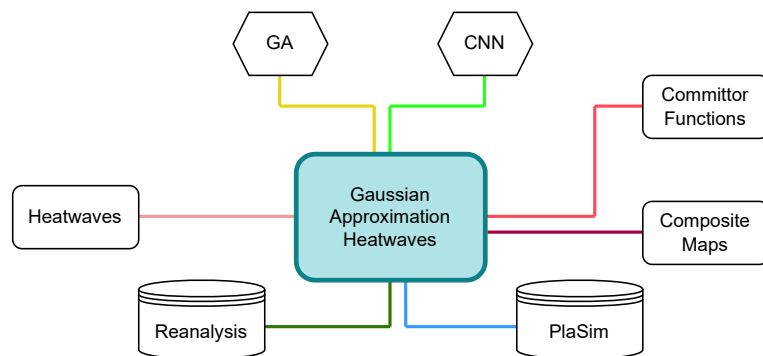 GA
CNN
Committor
Functions
Gaussian
Approximation
Heatwaves
Heatwaves
Composite
Maps
Reanalysis
PlaSim